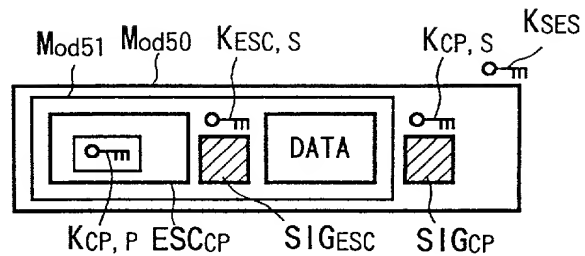 Mod51 Mod50 KESC, S KCP, S KSES
DATA
KCP, P ESCCP SIGESC SIGCP